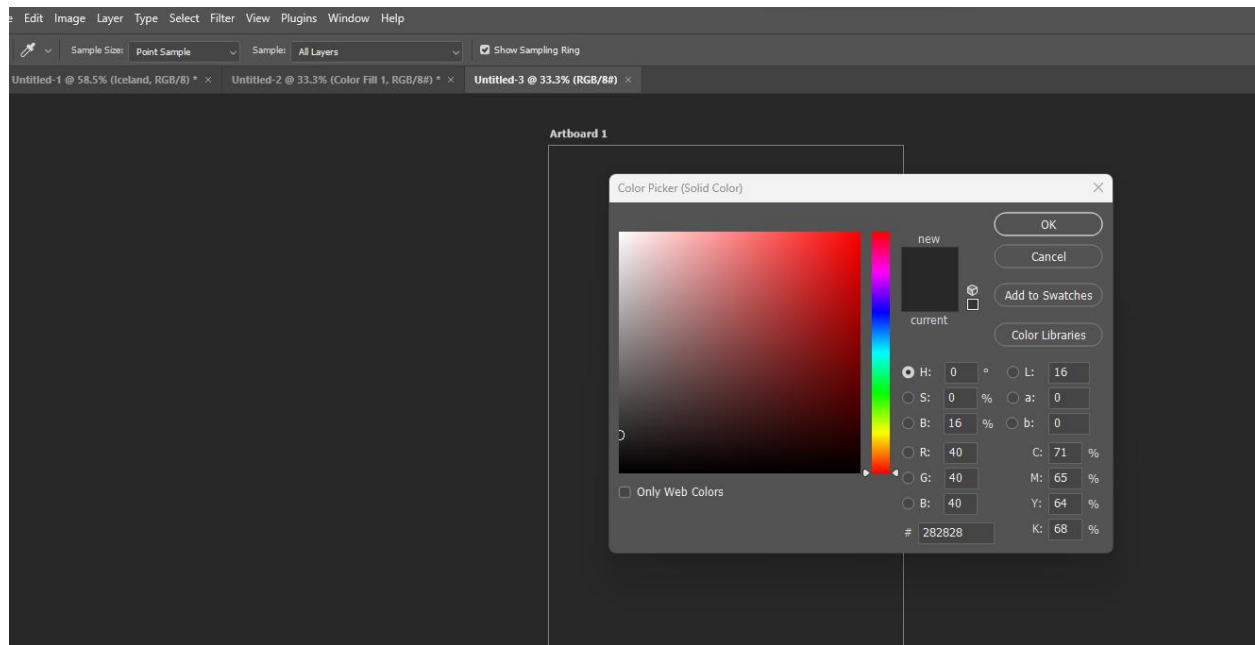 Edit Image Layer Type Select Filter View Plugins Window Help
Sample Size: Point Sample Sample: All Layers Show Sampling Ring
Untitled-1 @ 58.5% (Iceland, RGB/8) * × Untitled-2 @ 33.3% (Color Fill 1, RGB/8#) * × Untitled-3 @ 33.3% (RGB/8#) ×
Artboard 1
Color Picker (Solid Color)
new
current
OK
Cancel
Add to Swatches
Color Libraries
H: 0 ° L: 16
S: 0 % a: 0
B: 16 % b: 0
R: 40 C: 71 %
G: 40 M: 65 %
B: 40 Y: 64 %
# 282828 K: 68 %
Only Web Colors